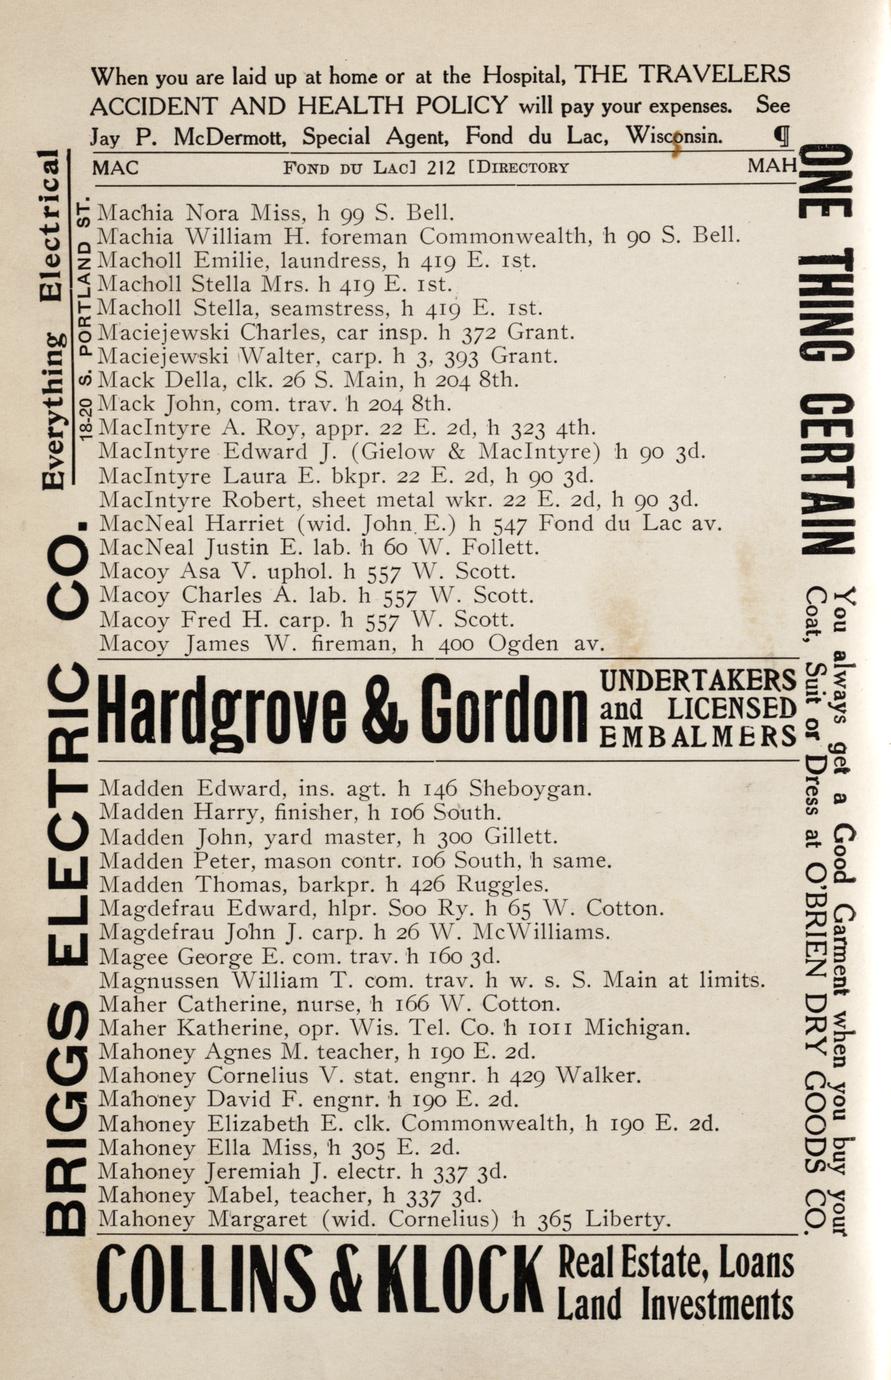 When you are laid up at home or at the Hospital, THE TRAVELERS
ACCIDENT AND HEALTH POLICY will pay your expenses. See
Jay P. McDermott, Special Agent, Fond du Lac, Wisconsin. ¶
MAC FOND DU LAC] 212 [DIRECTORY MAH
Machia Nora Miss, h 99 S. Bell.
Machia William H. foreman Commonwealth, h 90 S. Bell.
Macholl Emilie, laundress, h 419 E. 1st.
Macholl Stella Mrs. h 419 E. 1st.
Macholl Stella, seamstress, h 419 E. 1st.
Maciejewski Charles, car insp. h 372 Grant.
Maciejewski Walter, carp. h 3, 393 Grant.
Mack Della, clk. 26 S. Main, h 204 8th.
Mack John, com. trav. h 204 8th.
MacIntyre A. Roy, appr. 22 E. 2d, h 323 4th.
MacIntyre Edward J. (Gielow & MacIntyre) h 90 3d.
MacIntyre Laura E. bkpr. 22 E. 2d, h 90 3d.
MacIntyre Robert, sheet metal wkr. 22 E. 2d, h 90 3d.
MacNeal Harriet (wid. John E.) h 547 Fond du Lac av.
MacNeal Justin E. lab. h 60 W. Follett.
Macoy Asa V. uphol. h 557 W. Scott.
Macoy Charles A. lab. h 557 W. Scott.
Macoy Fred H. carp. h 557 W. Scott.
Macoy James W. fireman, h 400 Ogden av.
Hardgrove & Gordon
UNDERTAKERS
and LICENSED
EMBALMERS
Madden Edward, ins. agt. h 146 Sheboygan.
Madden Harry, finisher, h 106 South.
Madden John, yard master, h 300 Gillett.
Madden Peter, mason contr. 106 South, h same.
Madden Thomas, barkpr. h 426 Ruggles.
Magdefrau Edward, hlpr. Soo Ry. h 65 W. Cotton.
Magdefrau John J. carp. h 26 W. McWilliams.
Magee George E. com. trav. h 160 3d.
Magnussen William T. com. trav. h w. s. S. Main at limits.
Maher Catherine, nurse, h 166 W. Cotton.
Maher Katherine, opr. Wis. Tel. Co. h 1011 Michigan.
Mahoney Agnes M. teacher, h 190 E. 2d.
Mahoney Cornelius V. stat. engnr. h 429 Walker.
Mahoney David F. engnr. h 190 E. 2d.
Mahoney Elizabeth E. clk. Commonwealth, h 190 E. 2d.
Mahoney Ella Miss, h 305 E. 2d.
Mahoney Jeremiah J. electr. h 337 3d.
Mahoney Mabel, teacher, h 337 3d.
Mahoney Margaret (wid. Cornelius) h 365 Liberty.
COLLINS & KLOCK
Real Estate, Loans
Land Investments
BRIGGS ELECTRIC CO.
Everything Electrical
18-20 S. PORTLAND ST.
ONE THING CERTAIN
You always get a Good Garment when you buy your
Coat, Suit or Dress at O'BRIEN DRY GOODS CO.